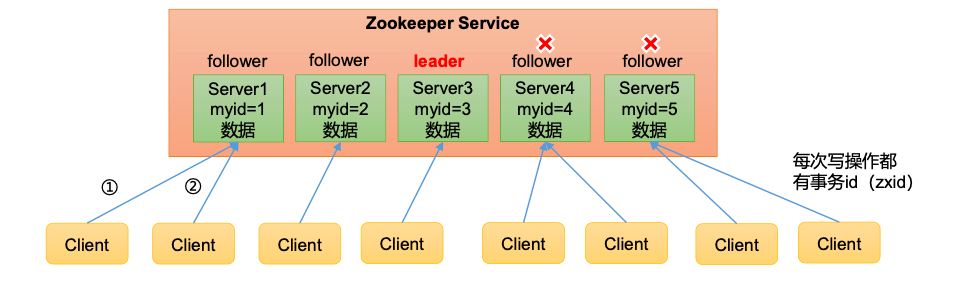 Zookeeper Service
follower
follower
leader
follower
follower
Server1
myid=1
数据
Server2
myid=2
数据
Server3
myid=3
数据
Server4
myid=4
数据
Server5
myid=5
数据
①
②
每次写操作都
有事务id（zxid）
Client
Client
Client
Client
Client
Client
Client
Client